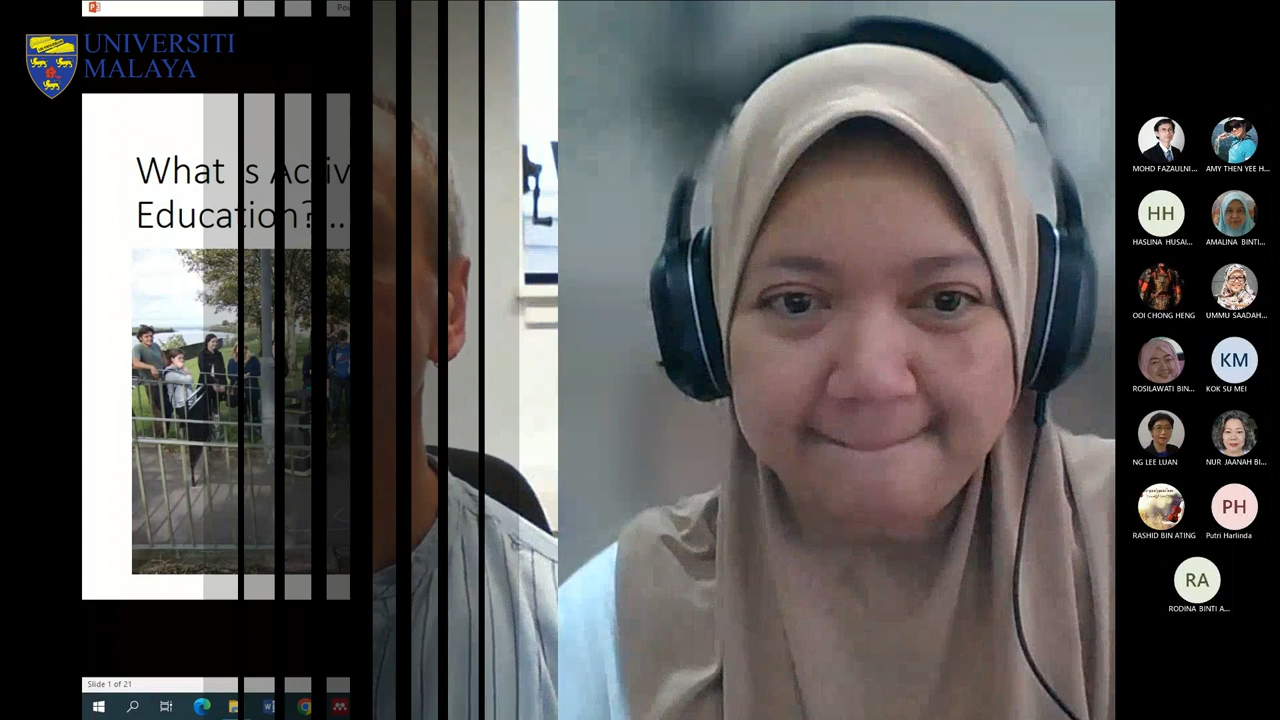 UNIVERSITI
MALAYA
What is Activ
Education? ...
Slide 1 of 21
MOHD FAZAULNI...
AMY THEN YEE H...
HH
HASLINA HUSAI...
AMALINA BINTI...
OOI CHONG HENG
UMMU SAADAH...
ROSILAWATI BIN...
KM
KOK SU MEI
NG LEE LUAN
NUR JAANAH BI...
RASHID BIN ATING
PH
Putri Harlinda
RA
RODINA BINTI A...